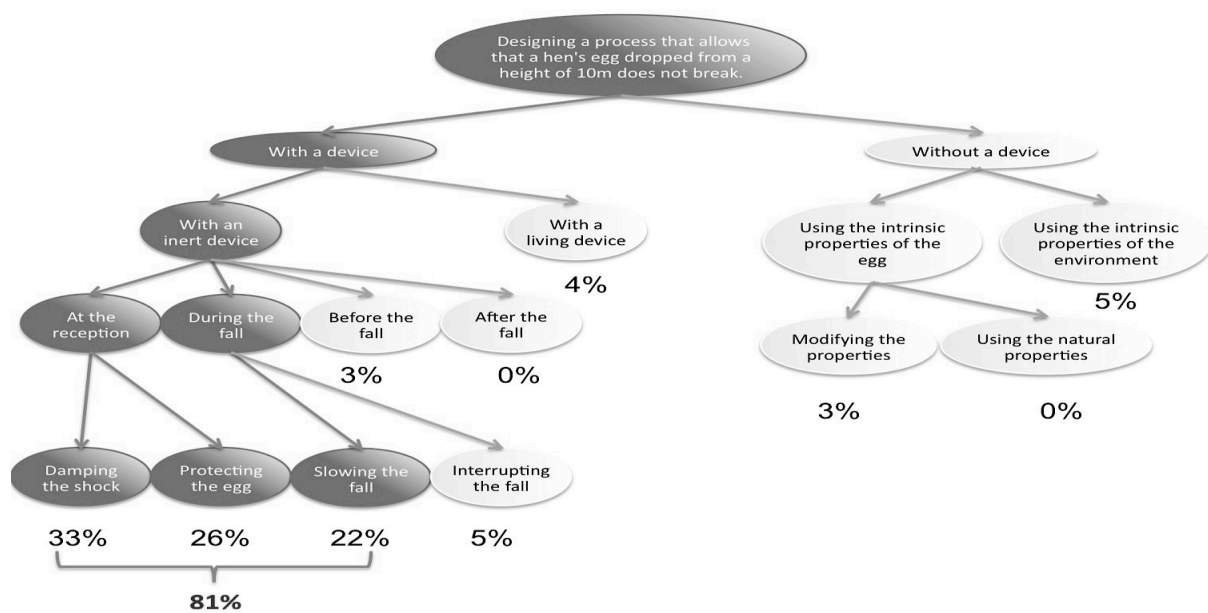 Designing a process that allows
that a hen's egg dropped from a
height of 10m does not break.
With a device
Without a device
With an
inert device
With a
living device
4%
Using the intrinsic
properties of the
egg
Using the intrinsic
properties of the
environment
5%
At the
reception
During the
fall
Before the
fall
3%
After the
fall
0%
Modifying the
properties
3%
Using the natural
properties
0%
Damping
the shock
33%
Protecting
the egg
26%
Slowing the
fall
22%
Interrupting
the fall
5%
81%